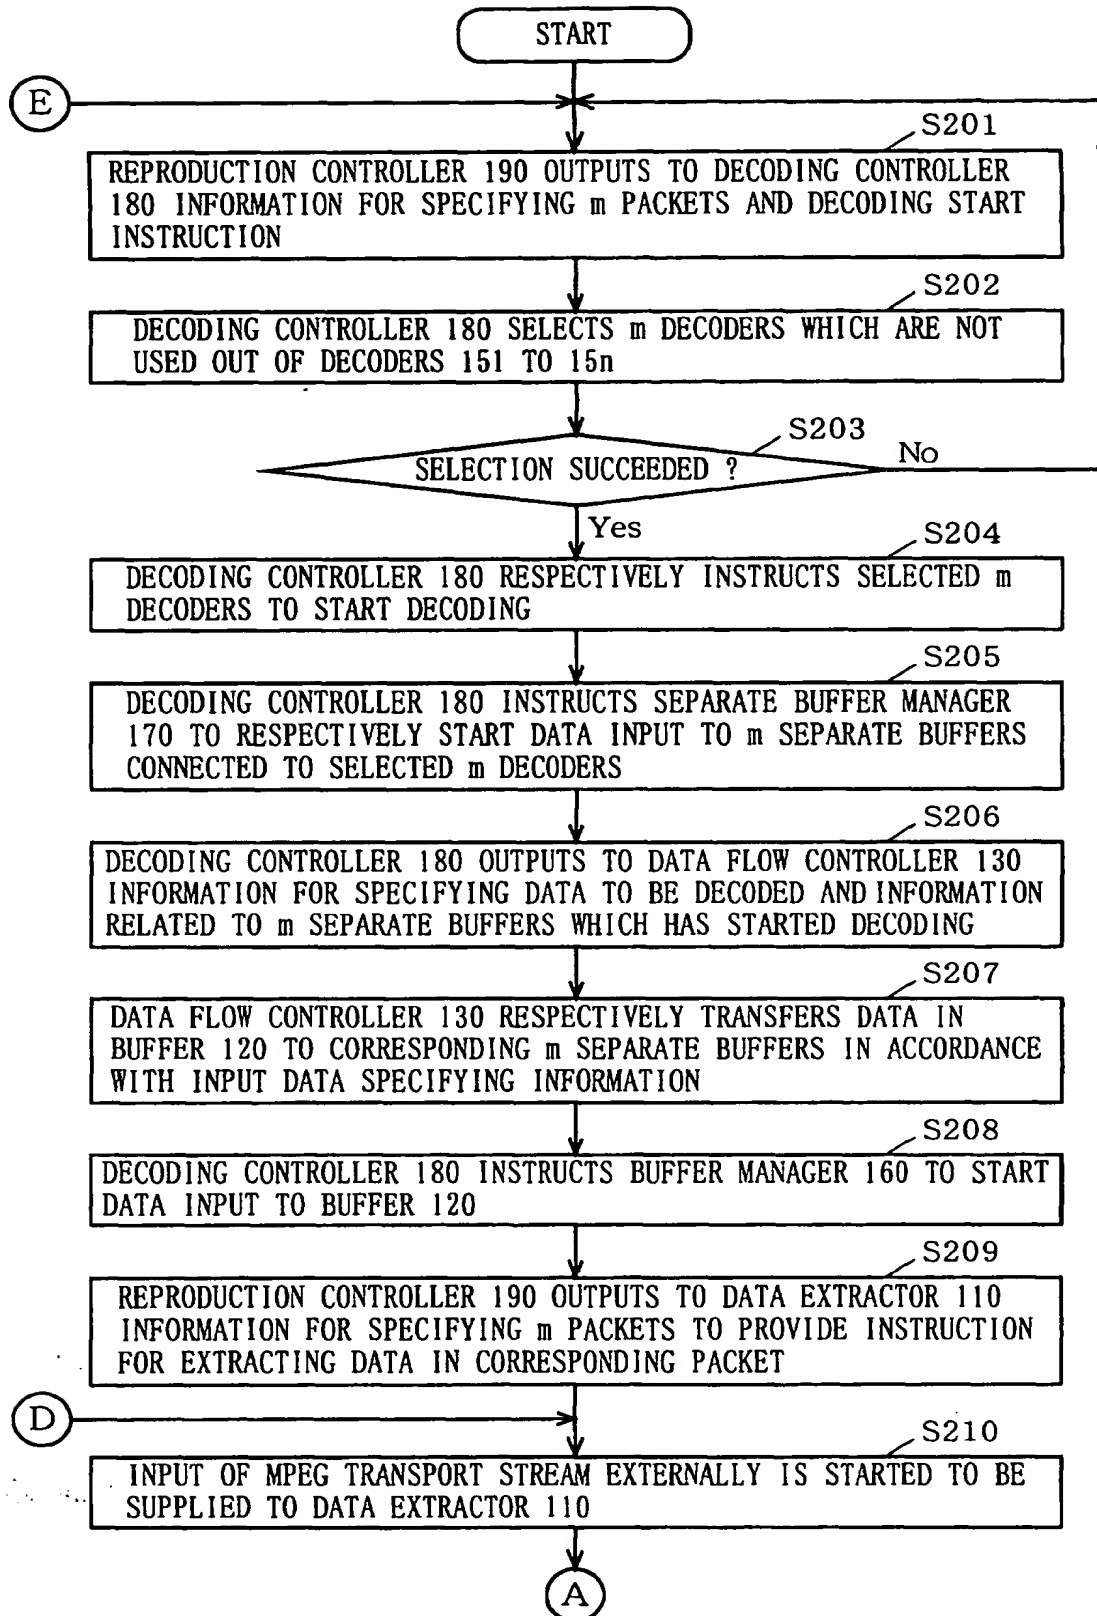 START
E
S201
REPRODUCTION CONTROLLER 190 OUTPUTS TO DECODING CONTROLLER
180 INFORMATION FOR SPECIFYING m PACKETS AND DECODING START
INSTRUCTION
S202
DECODING CONTROLLER 180 SELECTS m DECODERS WHICH ARE NOT
USED OUT OF DECODERS 151 TO 15n
S203
SELECTION SUCCEEDED ?
No
Yes
S204
DECODING CONTROLLER 180 RESPECTIVELY INSTRUCTS SELECTED m
DECODERS TO START DECODING
S205
DECODING CONTROLLER 180 INSTRUCTS SEPARATE BUFFER MANAGER
170 TO RESPECTIVELY START DATA INPUT TO m SEPARATE BUFFERS
CONNECTED TO SELECTED m DECODERS
S206
DECODING CONTROLLER 180 OUTPUTS TO DATA FLOW CONTROLLER 130
INFORMATION FOR SPECIFYING DATA TO BE DECODED AND INFORMATION
RELATED TO m SEPARATE BUFFERS WHICH HAS STARTED DECODING
S207
DATA FLOW CONTROLLER 130 RESPECTIVELY TRANSFERS DATA IN
BUFFER 120 TO CORRESPONDING m SEPARATE BUFFERS IN ACCORDANCE
WITH INPUT DATA SPECIFYING INFORMATION
S208
DECODING CONTROLLER 180 INSTRUCTS BUFFER MANAGER 160 TO START
DATA INPUT TO BUFFER 120
S209
REPRODUCTION CONTROLLER 190 OUTPUTS TO DATA EXTRACTOR 110
INFORMATION FOR SPECIFYING m PACKETS TO PROVIDE INSTRUCTION
FOR EXTRACTING DATA IN CORRESPONDING PACKET
D
S210
INPUT OF MPEG TRANSPORT STREAM EXTERNALLY IS STARTED TO BE
SUPPLIED TO DATA EXTRACTOR 110
A